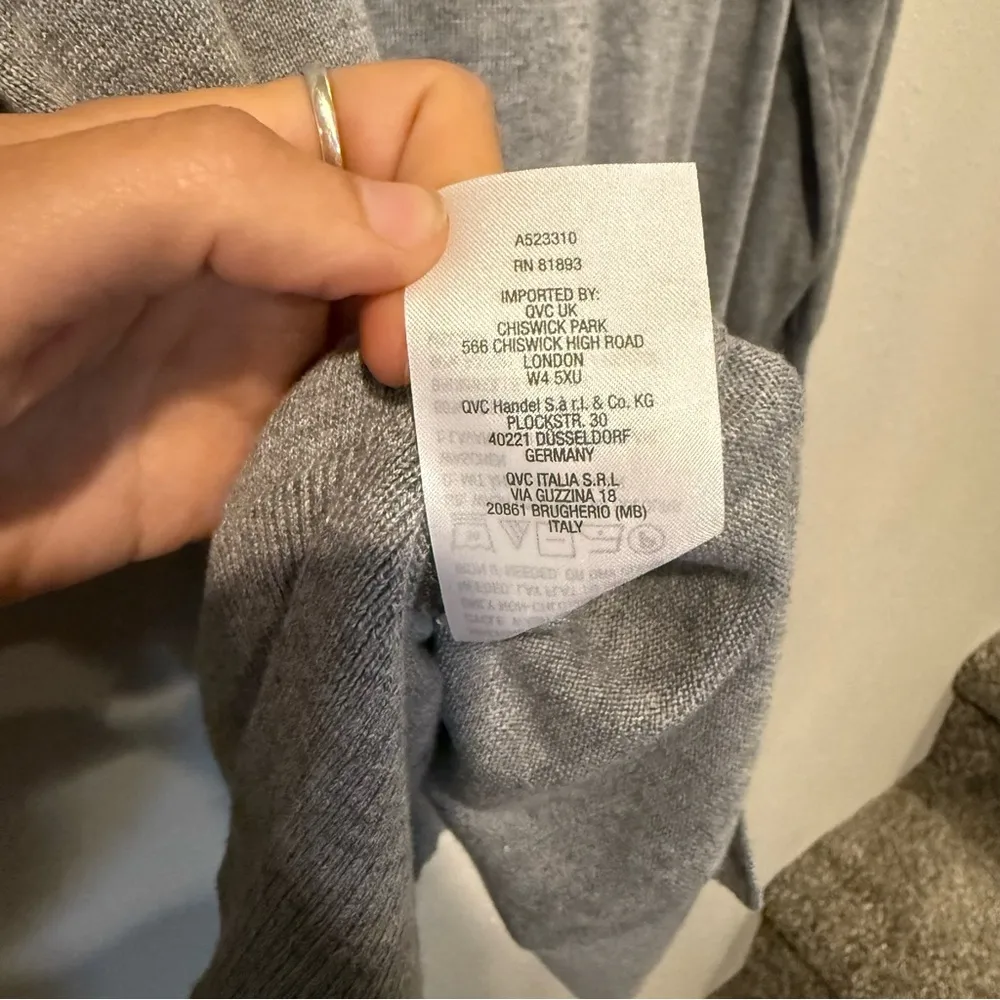 A523310
RN 81893
IMPORTED BY:
QVC UK
CHISWICK PARK
566 CHISWICK HIGH ROAD
LONDON
W4 5XU
QVC Handel S.à r.l. & Co. KG
PLOCKSTR. 30
40221 DÜSSELDORF
GERMANY
QVC ITALIA S.R.L
VIA GUZZINA 18
20861 BRUGHERIO (MB)
ITALY